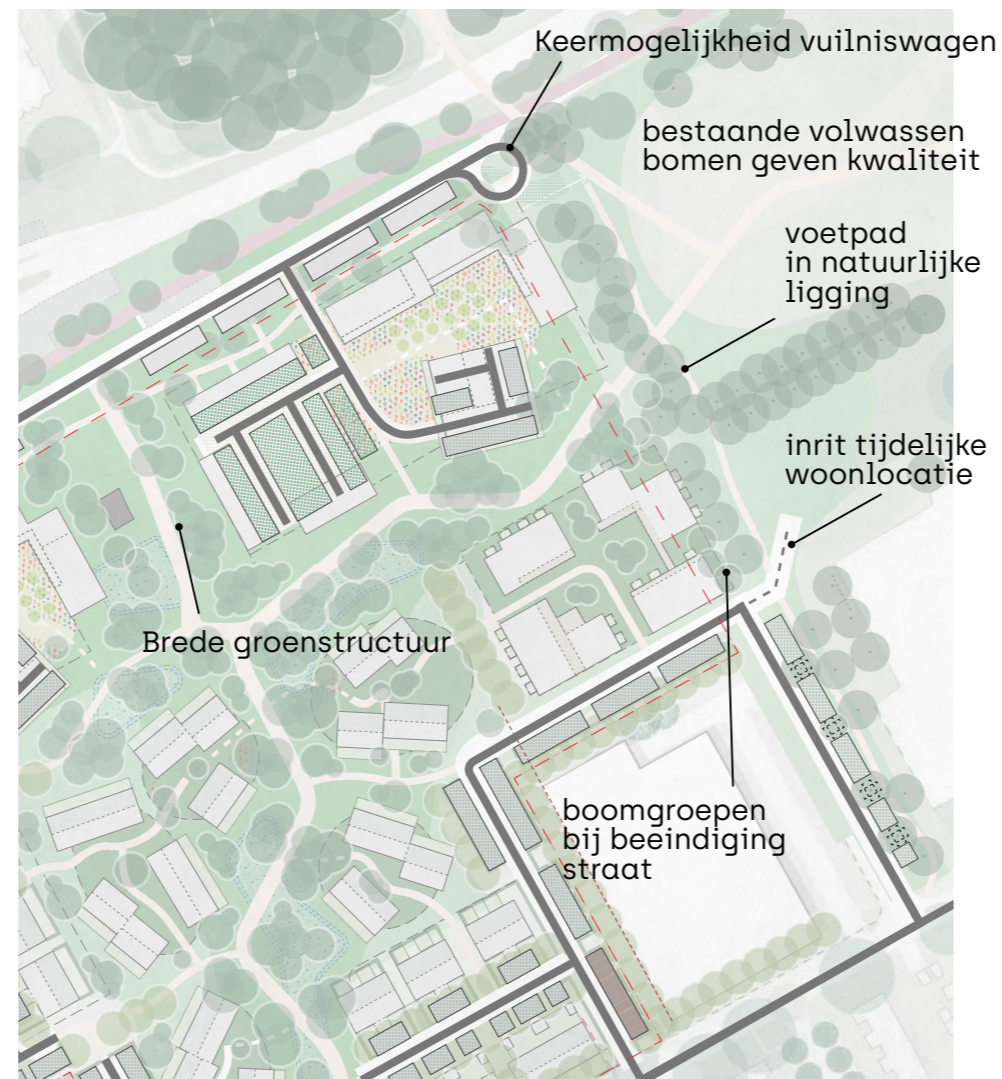 Keermogelijkheid vuilniswagen
bestaande volwassen
bomen geven kwaliteit
voetpad
in natuurlijke
ligging
inrit tijdelijke
woonlocatie
Brede groenstructuur
boomgroepen
bij beeindiging
straat